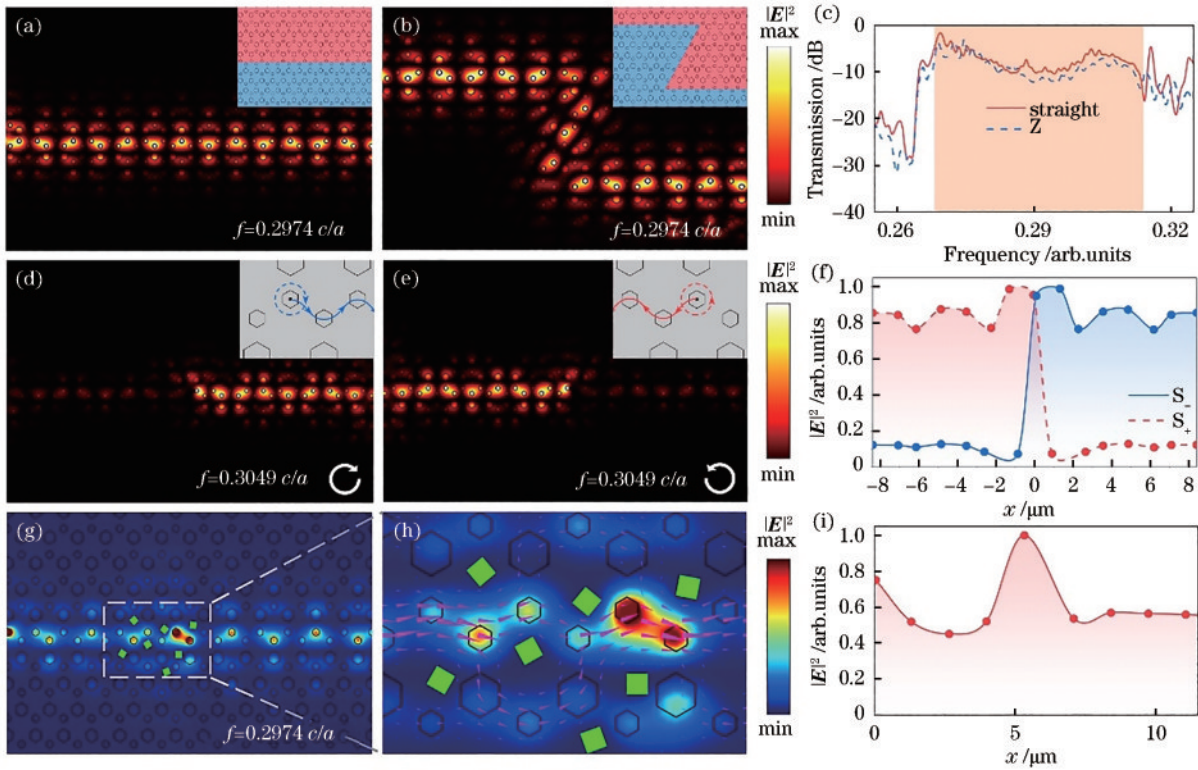 (a)
f=0.2974 c/a
(b)
f=0.2974 c/a
|E|²
max
min
(c)
Transmission /dB
0
−10
−20
−30
−40
straight
Z
0.26 0.29 0.32
Frequency /arb.units
(d)
f=0.3049 c/a
(e)
f=0.3049 c/a
|E|²
max
min
(f)
|E|² /arb.units
1.0
0.8
0.6
0.4
0.2
0
S₋
S₊
−8 −6 −4 −2 0 2 4 6 8
x /μm
(g)
f=0.2974 c/a
(h)
|E|²
max
min
(i)
|E|² /arb.units
1.0
0.8
0.6
0.4
0.2
0
0 5 10
x /μm